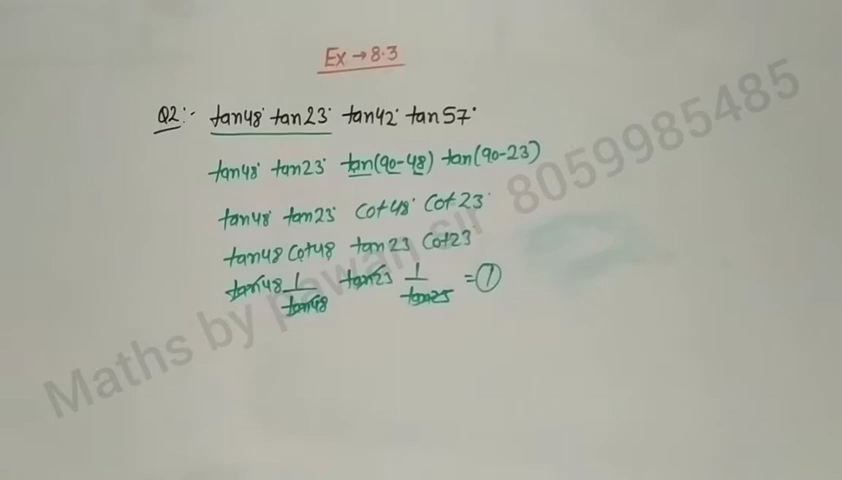 Ex → 8.3
Q2:- tan48° tan23° tan42° tan57°
tan48° tan23° tan(90-48) tan(90-23)
tan48° tan23° Cot48° Cot23°
tan48 Cot48 tan23 Cot23
tan48 1/tan48 tan23 1/tan25 = 1
Maths by pawan sir 8059985485